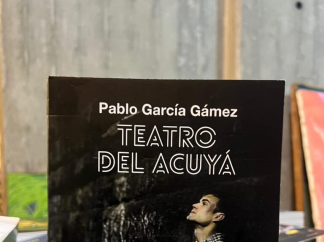 Pablo García Gámez
TEATRO
DEL ACUYÁ